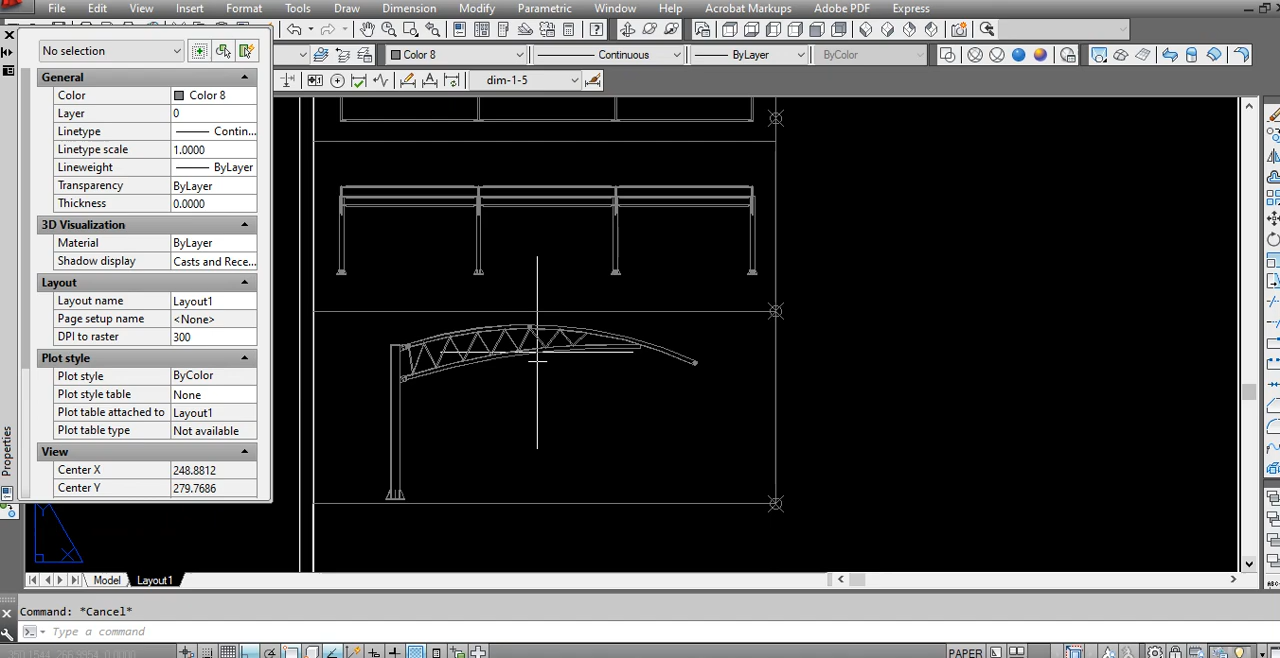 File Edit View Insert Format Tools Draw Dimension Modify Parametric Window Help Acrobat Markups Adobe PDF Express
No selection
Color 8 Continuous ByLayer ByColor
General
dim-1-5
Color Color 8
Layer 0
Linetype Contin...
Linetype scale 1.0000
Lineweight ByLayer
Transparency ByLayer
Thickness 0.0000
3D Visualization
Material ByLayer
Shadow display Casts and Rece...
Layout
Layout name Layout1
Page setup name <None>
DPI to raster 300
Plot style
Plot style ByColor
Plot style table None
Plot table attached to Layout1
Plot table type Not available
View
Center X 248.8812
Center Y 279.7686
Properties
Y
X
Model Layout1
Command: *Cancel*
Type a command
PAPER